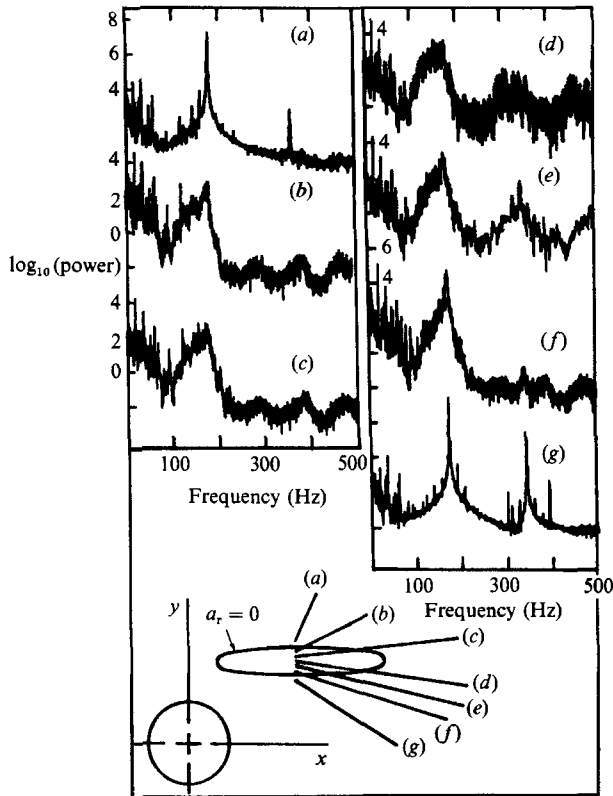 8
(a)
6
4
4
(b)
2
0
log₁₀(power)
4
2
(c)
0
100
300
500
Frequency (Hz)
4
(d)
4
(e)
6
4
(f)
(g)
100
300
500
Frequency (Hz)
(a)
y
aᵣ = 0
(b)
(c)
(d)
(e)
(f)
(g)
x